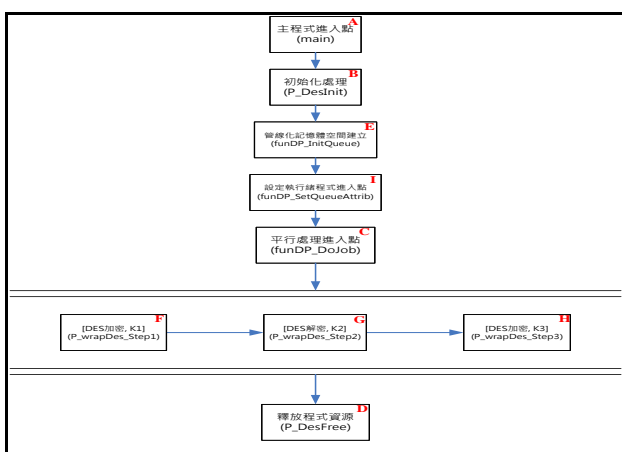 A
主程式進入點
(main)
B
初始化處理
(P_DesInit)
E
管線化記憶體空間建立
(funDP_InitQueue)
I
設定執行緒程式進入點
(funDP_SetQueueAttrib)
C
平行處理進入點
(funDP_DoJob)
F
[DES加密, K1]
(P_wrapDes_Step1)
G
[DES解密, K2]
(P_wrapDes_Step2)
H
[DES加密, K3]
(P_wrapDes_Step3)
D
釋放程式資源
(P_DesFree)